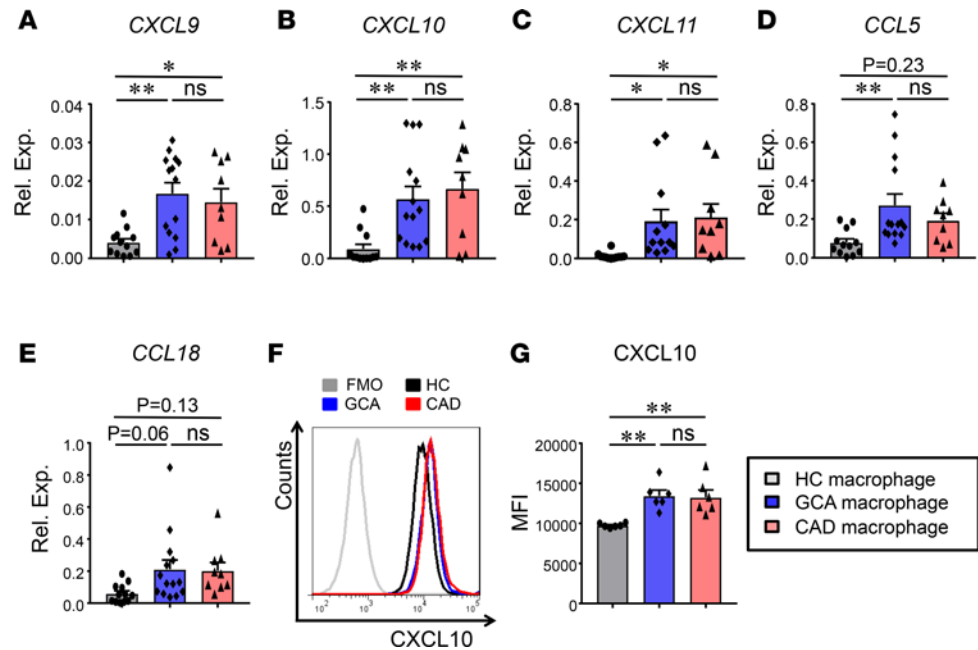 A CXCL9
** ns
*
Rel. Exp.
0.04
0.03
0.02
0.01
0.00
B CXCL10
** ns
**
Rel. Exp.
1.5
1.0
0.5
0.0
C CXCL11
* ns
*
Rel. Exp.
0.8
0.6
0.4
0.2
0.0
D CCL5
P=0.23
** ns
Rel. Exp.
0.8
0.6
0.4
0.2
0.0
E CCL18
P=0.13
P=0.06 ns
Rel. Exp.
1.0
0.8
0.6
0.4
0.2
0.0
F
FMO HC
GCA CAD
Counts
10² 10³ 10⁴ 10⁵
CXCL10
G CXCL10
**
** ns
MFI
20000
15000
10000
5000
0
HC macrophage
GCA macrophage
CAD macrophage